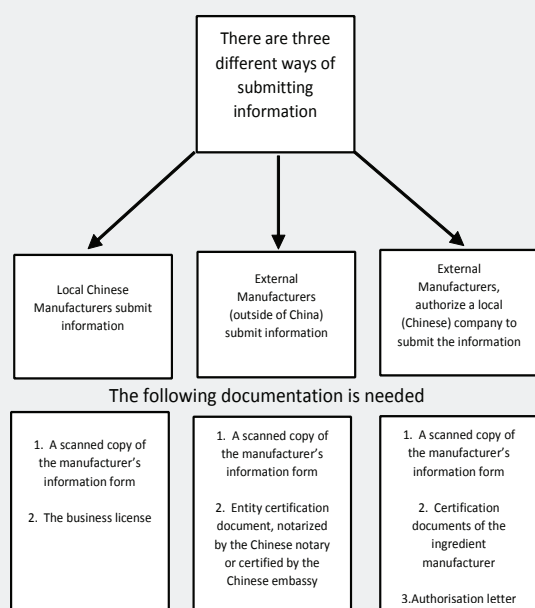 There are three
different ways of
submitting
information
Local Chinese
Manufacturers submit
information
External
Manufacturers
(outside of China)
submit information
External
Manufacturers,
authorize a local
(Chinese) company to
submit the information
The following documentation is needed
1. A scanned copy of
the manufacturer's
information form
2. The business license
1. A scanned copy of
the manufacturer's
information form
2. Entity certification
document, notarized
by the Chinese notary
or certified by the
Chinese embassy
1. A scanned copy of
the manufacturer's
information form
2. Certification
documents of the
ingredient
manufacturer
3.Authorisation letter